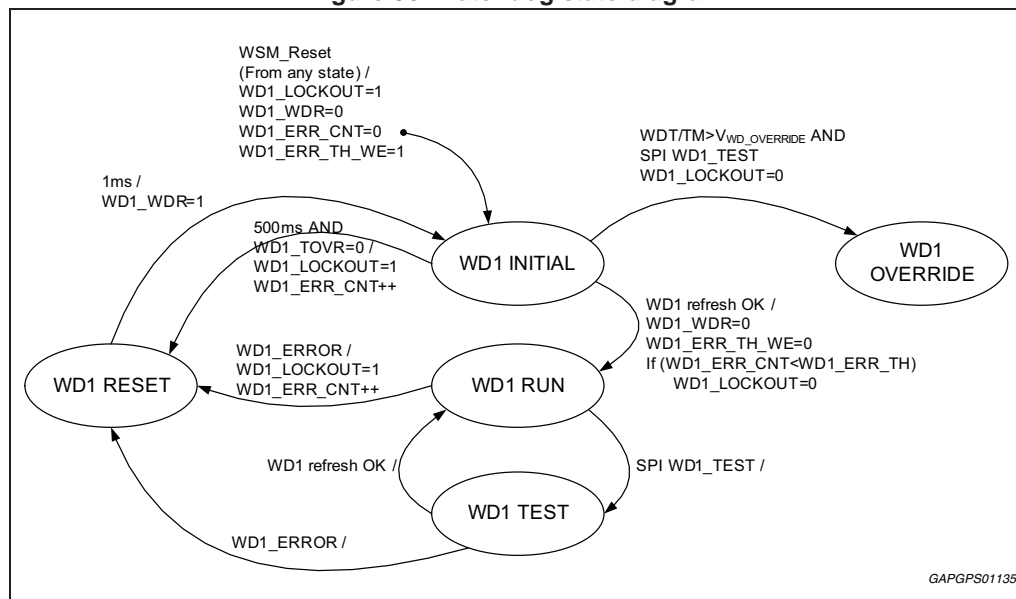 WSM_Reset
(From any state) /
WD1_LOCKOUT=1
WD1_WDR=0
WD1_ERR_CNT=0
WD1_ERR_TH_WE=1
WDT/TM>VWD_OVERRIDE AND
SPI WD1_TEST
WD1_LOCKOUT=0
1ms /
WD1_WDR=1
500ms AND
WD1_TOVR=0 /
WD1_LOCKOUT=1
WD1_ERR_CNT++
WD1 INITIAL
WD1
OVERRIDE
WD1 refresh OK /
WD1_WDR=0
WD1_ERR_TH_WE=0
If (WD1_ERR_CNT<WD1_ERR_TH)
WD1_LOCKOUT=0
WD1_ERROR /
WD1_LOCKOUT=1
WD1_ERR_CNT++
WD1 RESET
WD1 RUN
WD1 refresh OK /
SPI WD1_TEST /
WD1 TEST
WD1_ERROR /
GAPGPS01135